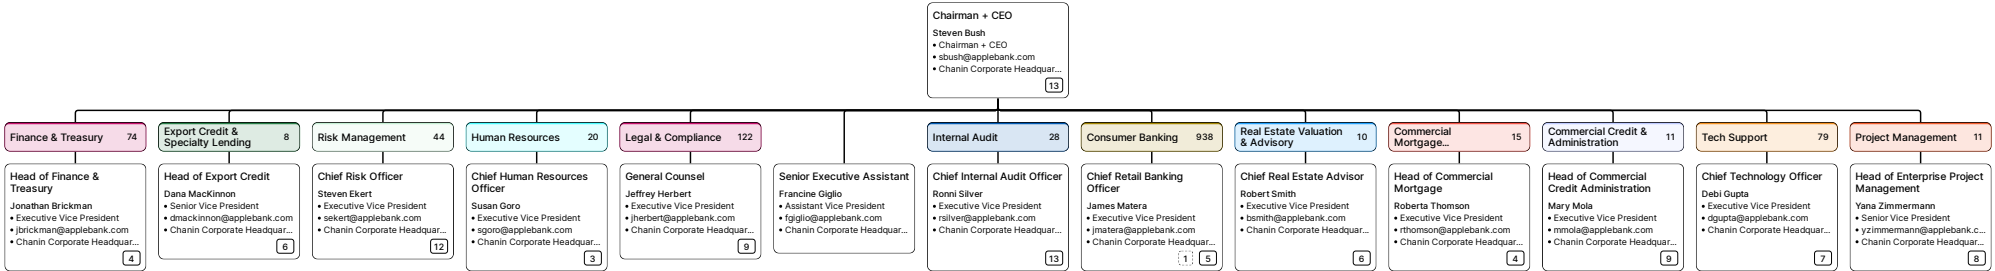 Chairman + CEO
Steven Bush
• Chairman + CEO
• sbush@applebank.com
• Chanin Corporate Headquar...
13
Finance & Treasury 74
Head of Finance &
Treasury
Jonathan Brickman
• Executive Vice President
• jbrickman@applebank.com
• Chanin Corporate Headquar...
4
Export Credit &
Specialty Lending 8
Head of Export Credit
Dana MacKinnon
• Senior Vice President
• dmackinnon@applebank.com
• Chanin Corporate Headquar...
6
Risk Management 44
Chief Risk Officer
Steven Ekert
• Executive Vice President
• sekert@applebank.com
• Chanin Corporate Headquar...
12
Human Resources 20
Chief Human Resources
Officer
Susan Goro
• Executive Vice President
• sgoro@applebank.com
• Chanin Corporate Headquar...
3
Legal & Compliance 122
General Counsel
Jeffrey Herbert
• Executive Vice President
• jherbert@applebank.com
• Chanin Corporate Headquar...
9
Senior Executive Assistant
Francine Giglio
• Assistant Vice President
• fgiglio@applebank.com
• Chanin Corporate Headquar...
Internal Audit 28
Chief Internal Audit Officer
Ronni Silver
• Executive Vice President
• rsilver@applebank.com
• Chanin Corporate Headquar...
13
Consumer Banking 938
Chief Retail Banking
Officer
James Matera
• Executive Vice President
• jmatera@applebank.com
• Chanin Corporate Headquar...
1 5
Real Estate Valuation
& Advisory 10
Chief Real Estate Advisor
Robert Smith
• Executive Vice President
• bsmith@applebank.com
• Chanin Corporate Headquar...
6
Commercial
Mortgage... 15
Head of Commercial
Mortgage
Roberta Thomson
• Executive Vice President
• rthomson@applebank.com
• Chanin Corporate Headquar...
4
Commercial Credit &
Administration 11
Head of Commercial
Credit Administration
Mary Mola
• Executive Vice President
• mmola@applebank.com
• Chanin Corporate Headquar...
9
Tech Support 79
Chief Technology Officer
Debi Gupta
• Executive Vice President
• dgupta@applebank.com
• Chanin Corporate Headquar...
7
Project Management 11
Head of Enterprise Project
Management
Yana Zimmermann
• Senior Vice President
• yzimmermann@applebank.c...
• Chanin Corporate Headquar...
8